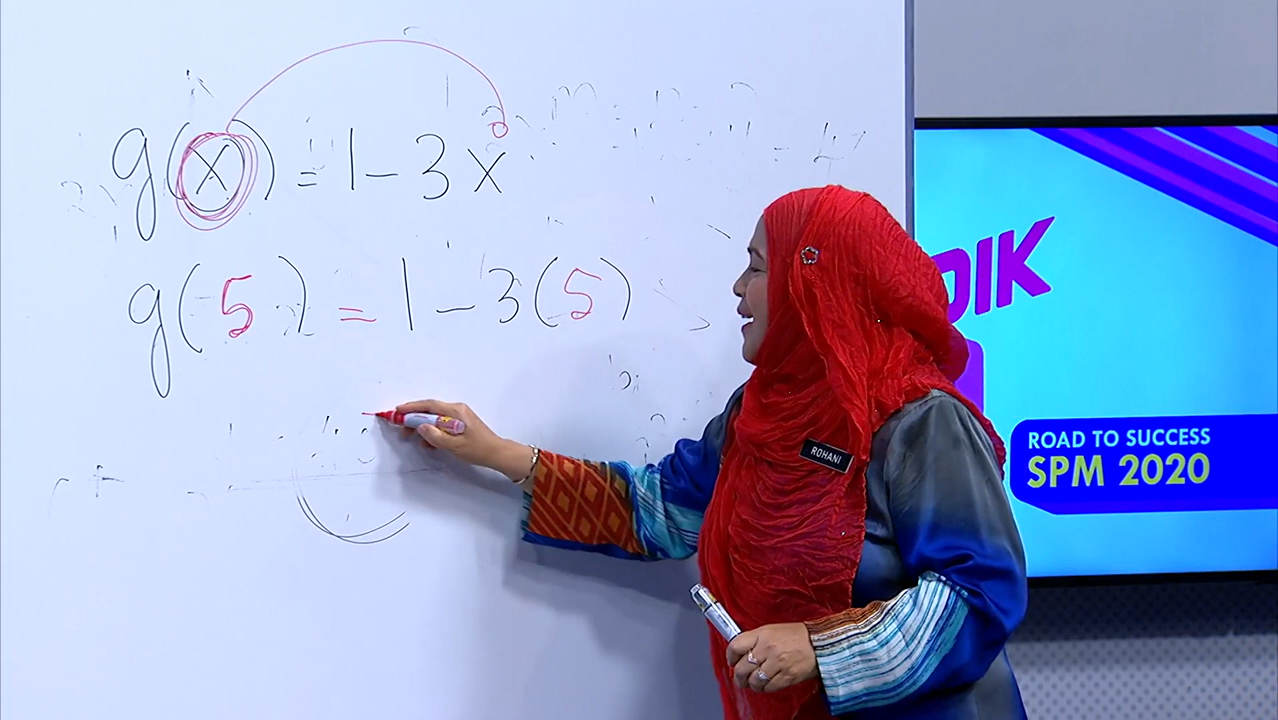 g(x) = 1 - 3x
g(5) = 1 - 3(5)
ROHANI
DIK
ROAD TO SUCCESS
SPM 2020